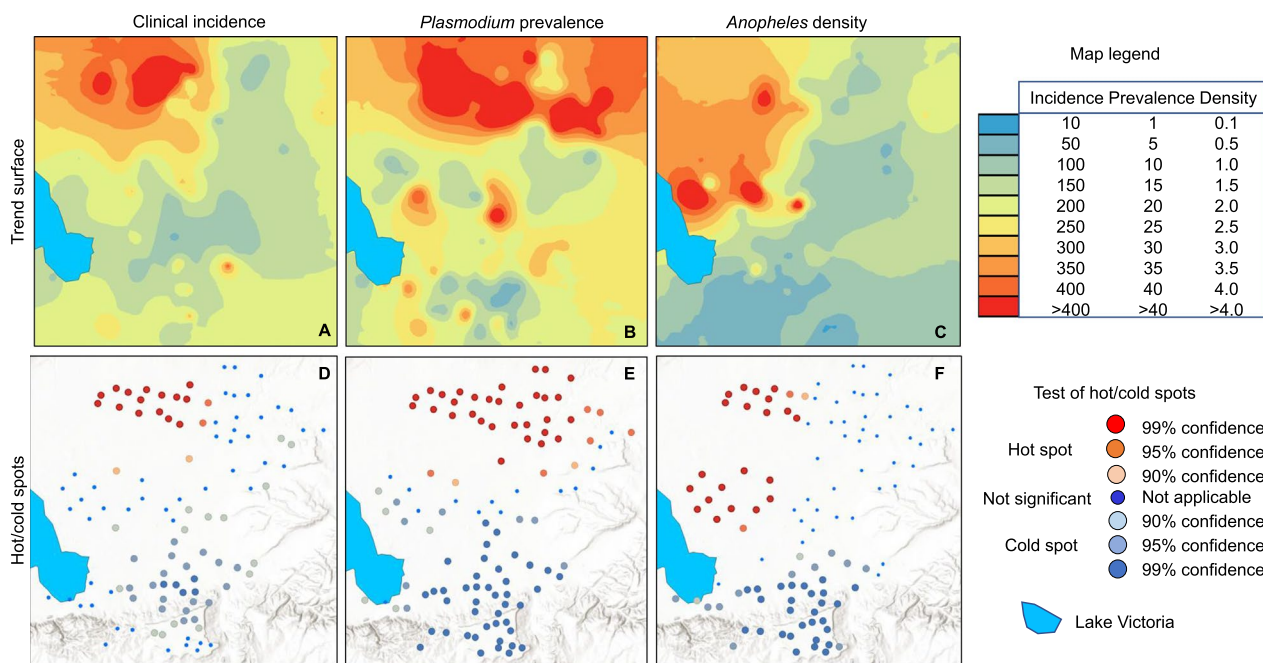 Clinical incidence
Plasmodium prevalence
Anopheles density
Trend surface
A
B
C
Map legend
Incidence Prevalence Density
10 1 0.1
50 5 0.5
100 10 1.0
150 15 1.5
200 20 2.0
250 25 2.5
300 30 3.0
350 35 3.5
400 40 4.0
>400 >40 >4.0
Hot/cold spots
D
E
F
Test of hot/cold spots
99% confidence
Hot spot 95% confidence
90% confidence
Not significant Not applicable
90% confidence
Cold spot 95% confidence
99% confidence
Lake Victoria